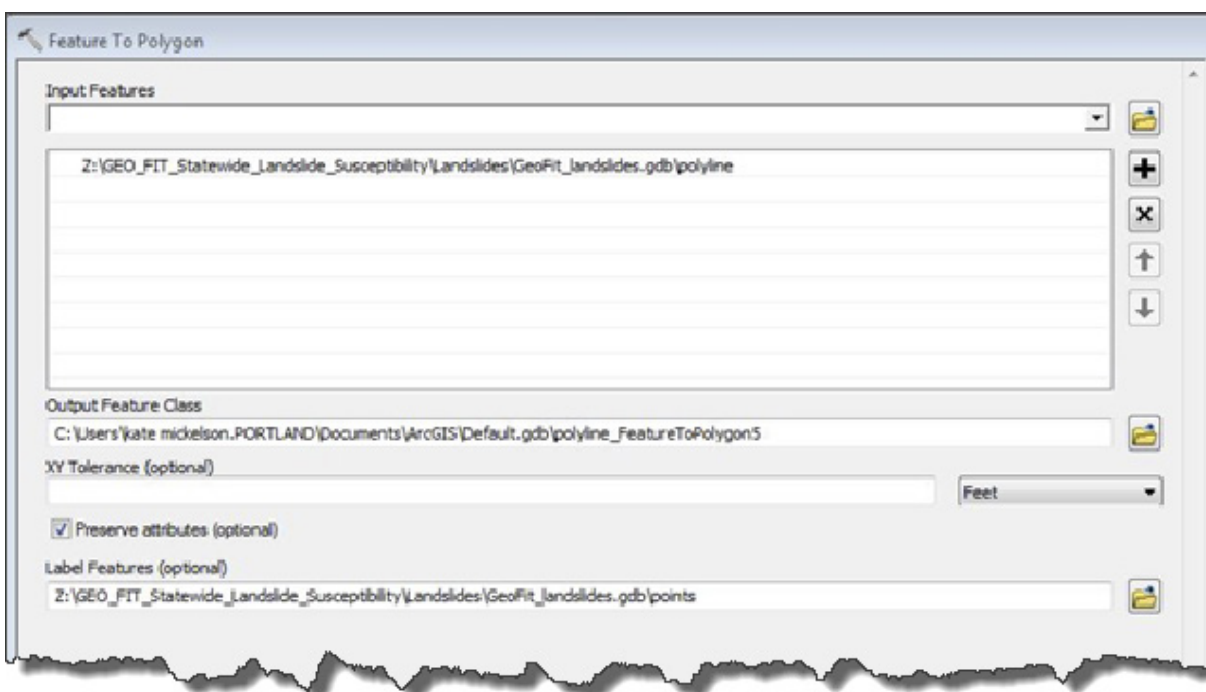 Feature To Polygon
Input Features
Z:\GEO_FIT_Statewide_Landslide_Susceptibility\Landslides\GeoFit_landslides.gdb\polyline
Output Feature Class
C:\Users\kate mickelson.PORTLAND\Documents\ArcGIS\Default.gdb\polyline_FeatureToPolygon5
XY Tolerance (optional)
Feet
Preserve attributes (optional)
Label Features (optional)
Z:\GEO_FIT_Statewide_Landslide_Susceptibility\Landslides\GeoFit_landslides.gdb\points